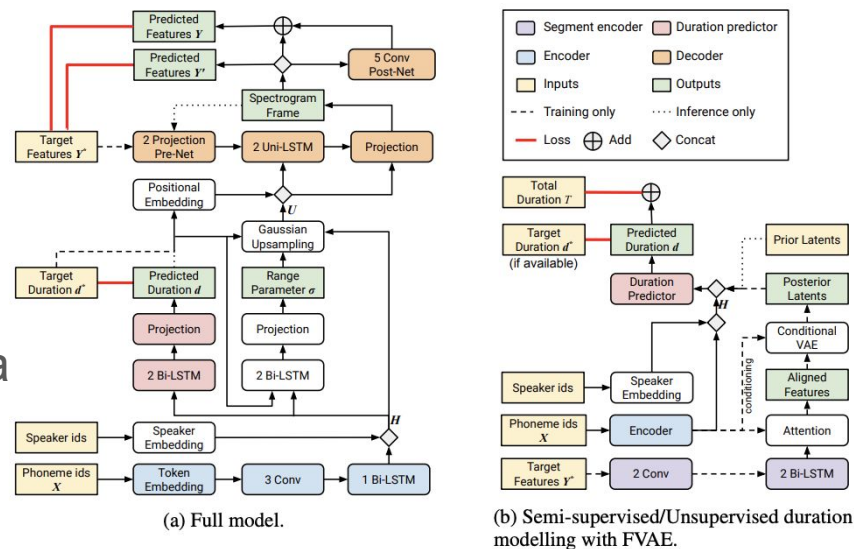 Predicted
Features Y
Predicted
Features Y'
5 Conv
Post-Net
Spectrogram
Frame
Target
Features Y*
2 Projection
Pre-Net
2 Uni-LSTM
Projection
Positional
Embedding
U
Gaussian
Upsampling
Target
Duration d*
Predicted
Duration d
Range
Parameter σ
Projection
Projection
2 Bi-LSTM
2 Bi-LSTM
a
H
Speaker ids
Speaker
Embedding
Phoneme ids
X
Token
Embedding
3 Conv
1 Bi-LSTM
(a) Full model.
Segment encoder
Duration predictor
Encoder
Decoder
Inputs
Outputs
Training only
Inference only
Loss
Add
Concat
Total
Duration T
Target
Duration d*
(if available)
Predicted
Duration d
Prior Latents
Duration
Predictor
H
Posterior
Latents
Conditional
VAE
conditioning
Speaker ids
Speaker
Embedding
Aligned
Features
Phoneme ids
X
Encoder
Attention
Target
Features Y*
2 Conv
2 Bi-LSTM
(b) Semi-supervised/Unsupervised duration
modelling with FVAE.